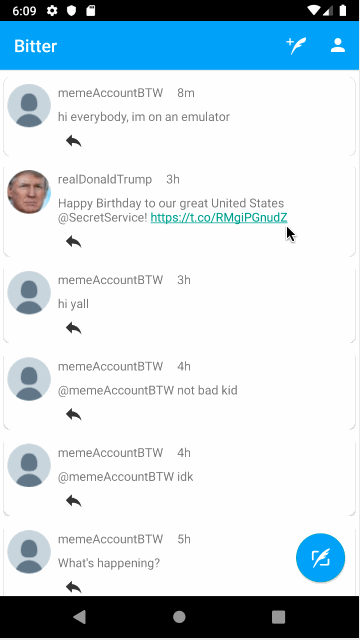 6:09
Bitter
memeAccountBTW 8m
hi everybody, im on an emulator
realDonaldTrump 3h
Happy Birthday to our great United States
@SecretService! https://t.co/RMgiPGnudZ
memeAccountBTW 3h
hi yall
memeAccountBTW 4h
@memeAccountBTW not bad kid
memeAccountBTW 4h
@memeAccountBTW idk
memeAccountBTW 5h
What's happening?